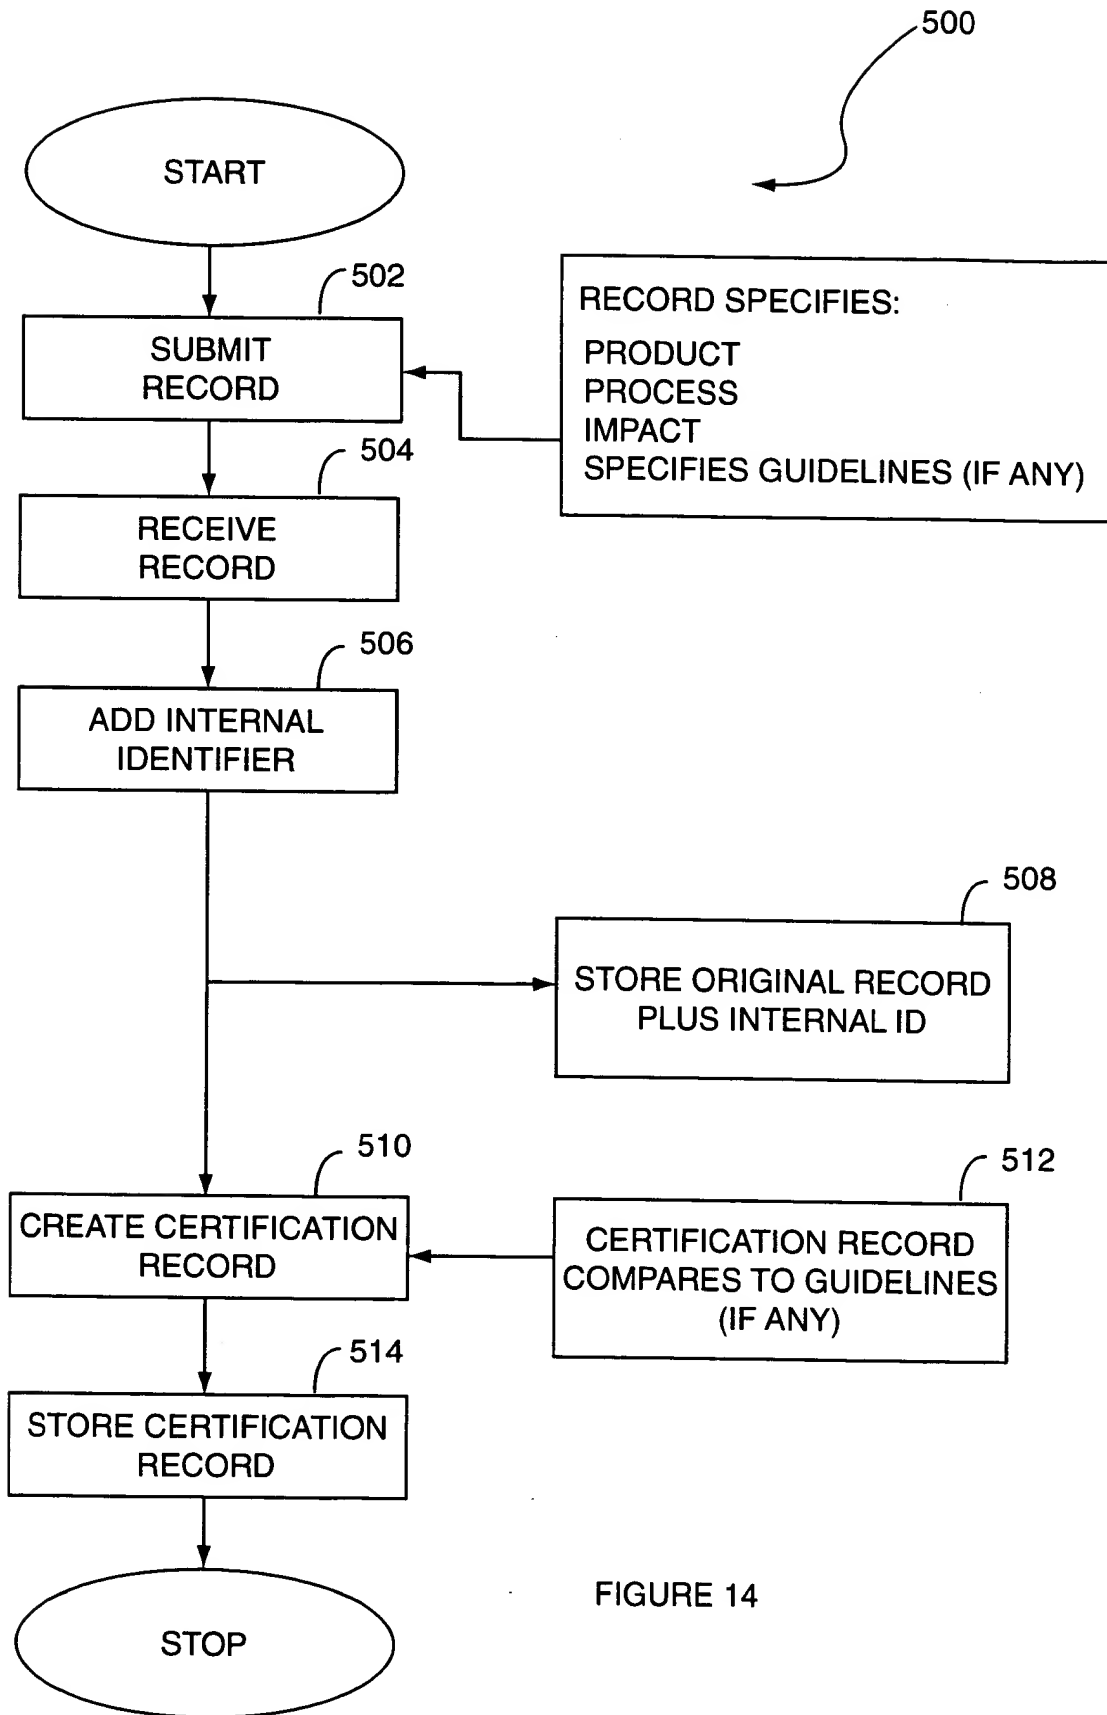 500
START
502
SUBMIT
RECORD
RECORD SPECIFIES:
PRODUCT
PROCESS
IMPACT
SPECIFIES GUIDELINES (IF ANY)
504
RECEIVE
RECORD
506
ADD INTERNAL
IDENTIFIER
508
STORE ORIGINAL RECORD
PLUS INTERNAL ID
510
CREATE CERTIFICATION
RECORD
512
CERTIFICATION RECORD
COMPARES TO GUIDELINES
(IF ANY)
514
STORE CERTIFICATION
RECORD
STOP
FIGURE 14